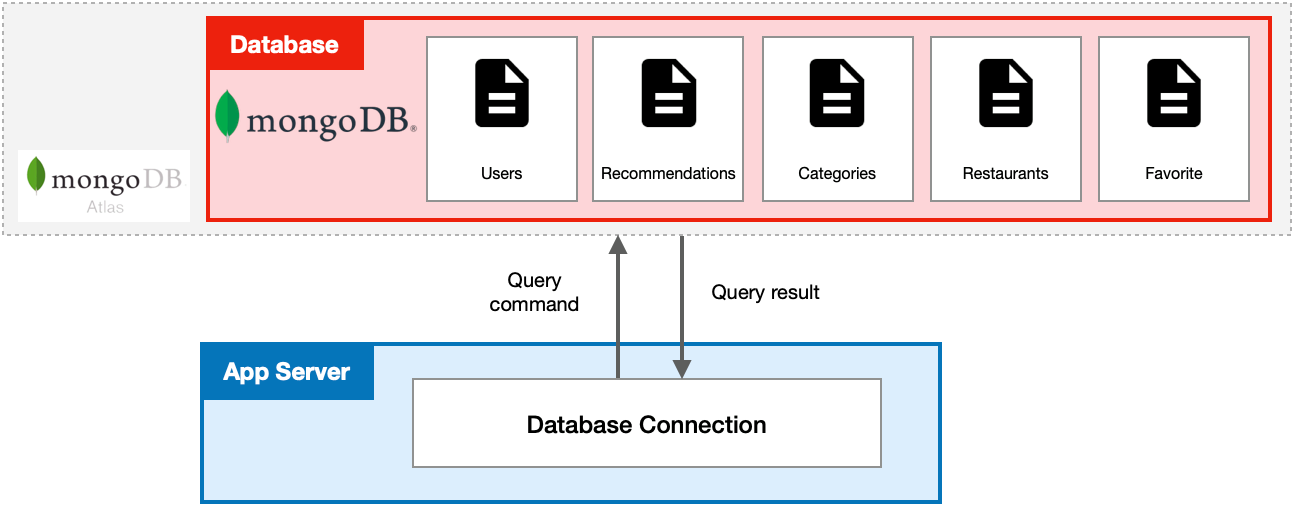 Database
mongoDB®
mongoDB
Atlas
Users
Recommendations
Categories
Restaurants
Favorite
Query
command
Query result
App Server
Database Connection